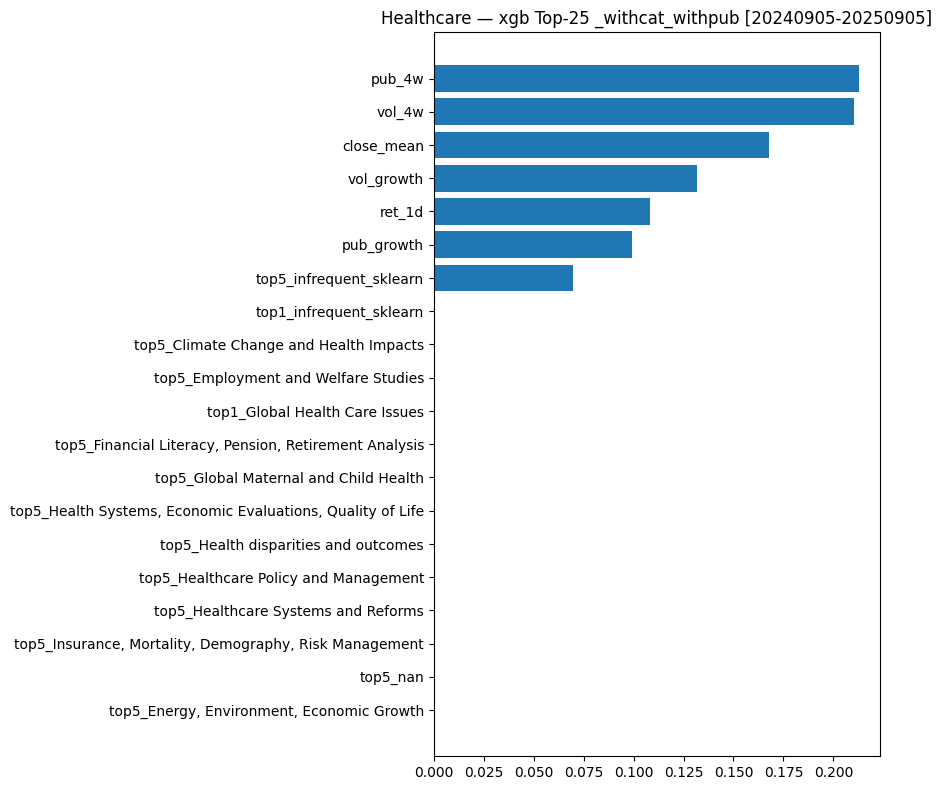 Healthcare — xgb Top-25 _withcat_withpub [20240905-20250905]
pub_4w
vol_4w
close_mean
vol_growth
ret_1d
pub_growth
top5_infrequent_sklearn
top1_infrequent_sklearn
top5_Climate Change and Health Impacts
top5_Employment and Welfare Studies
top1_Global Health Care Issues
top5_Financial Literacy, Pension, Retirement Analysis
top5_Global Maternal and Child Health
top5_Health Systems, Economic Evaluations, Quality of Life
top5_Health disparities and outcomes
top5_Healthcare Policy and Management
top5_Healthcare Systems and Reforms
top5_Insurance, Mortality, Demography, Risk Management
top5_nan
top5_Energy, Environment, Economic Growth
0.000 0.025 0.050 0.075 0.100 0.125 0.150 0.175 0.200